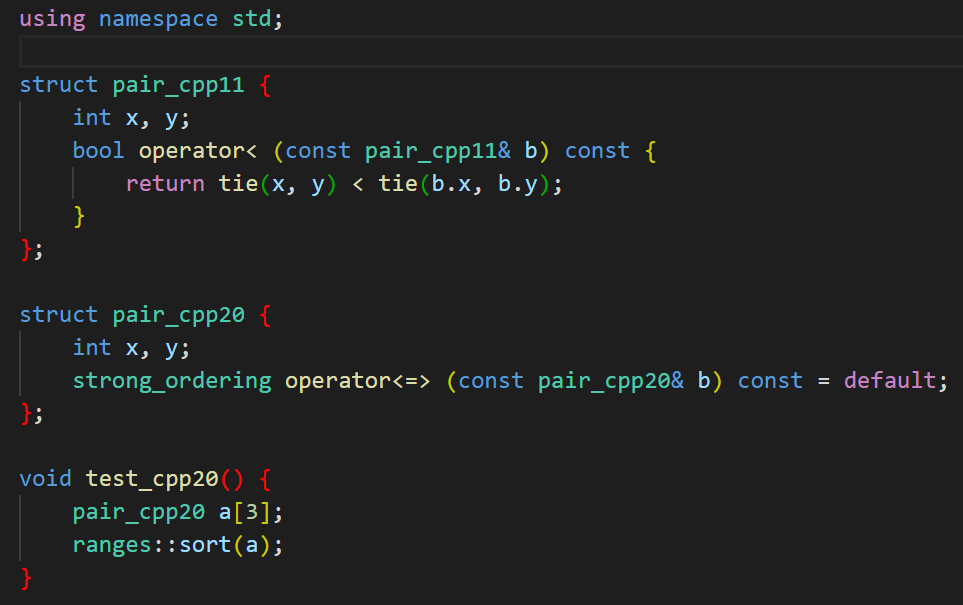 using namespace std;
struct pair_cpp11 {
    int x, y;
    bool operator< (const pair_cpp11& b) const {
        return tie(x, y) < tie(b.x, b.y);
    }
};
struct pair_cpp20 {
    int x, y;
    strong_ordering operator<=> (const pair_cpp20& b) const = default;
};
void test_cpp20() {
    pair_cpp20 a[3];
    ranges::sort(a);
}